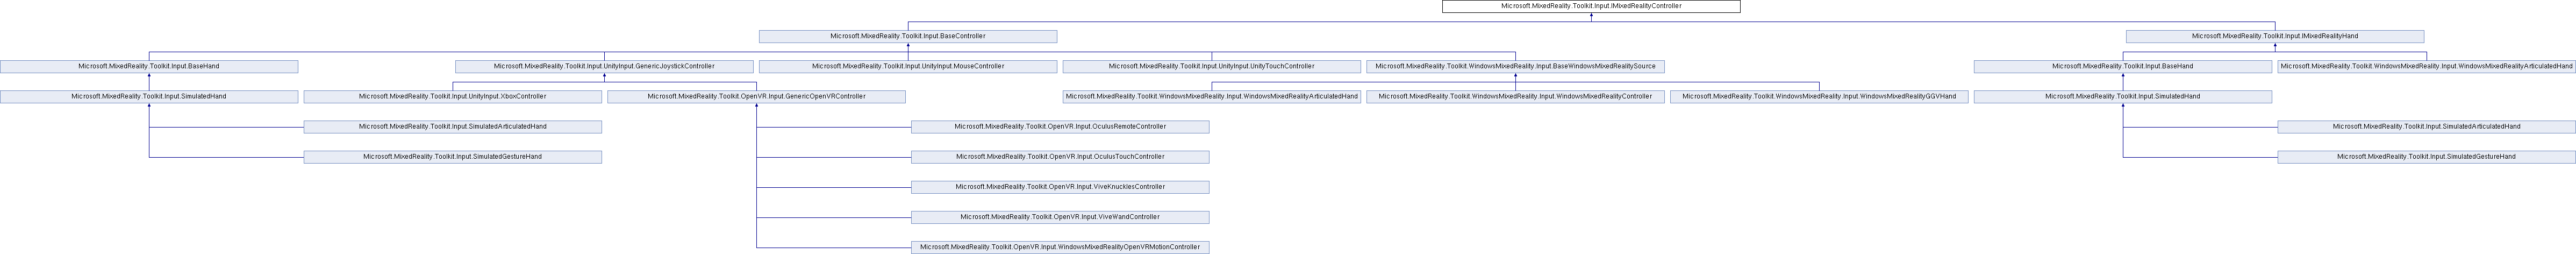 Microsoft.MixedReality.Toolkit.Input.IMixedRealityController
Microsoft.MixedReality.Toolkit.Input.BaseController
Microsoft.MixedReality.Toolkit.Input.IMixedRealityHand
Microsoft.MixedReality.Toolkit.Input.BaseHand
Microsoft.MixedReality.Toolkit.Input.UnityInput.GenericJoystickController
Microsoft.MixedReality.Toolkit.Input.UnityInput.MouseController
Microsoft.MixedReality.Toolkit.Input.UnityInput.UnityTouchController
Microsoft.MixedReality.Toolkit.WindowsMixedReality.Input.BaseWindowsMixedRealitySource
Microsoft.MixedReality.Toolkit.Input.BaseHand
Microsoft.MixedReality.Toolkit.WindowsMixedReality.Input.WindowsMixedRealityArticulatedHand
Microsoft.MixedReality.Toolkit.Input.SimulatedHand
Microsoft.MixedReality.Toolkit.Input.UnityInput.XboxController
Microsoft.MixedReality.Toolkit.OpenVR.Input.GenericOpenVRController
Microsoft.MixedReality.Toolkit.WindowsMixedReality.Input.WindowsMixedRealityArticulatedHand
Microsoft.MixedReality.Toolkit.WindowsMixedReality.Input.WindowsMixedRealityController
Microsoft.MixedReality.Toolkit.WindowsMixedReality.Input.WindowsMixedRealityGGVHand
Microsoft.MixedReality.Toolkit.Input.SimulatedHand
Microsoft.MixedReality.Toolkit.Input.SimulatedArticulatedHand
Microsoft.MixedReality.Toolkit.OpenVR.Input.OculusRemoteController
Microsoft.MixedReality.Toolkit.Input.SimulatedArticulatedHand
Microsoft.MixedReality.Toolkit.Input.SimulatedGestureHand
Microsoft.MixedReality.Toolkit.OpenVR.Input.OculusTouchController
Microsoft.MixedReality.Toolkit.Input.SimulatedGestureHand
Microsoft.MixedReality.Toolkit.OpenVR.Input.ViveKnucklesController
Microsoft.MixedReality.Toolkit.OpenVR.Input.ViveWandController
Microsoft.MixedReality.Toolkit.OpenVR.Input.WindowsMixedRealityOpenVRMotionController